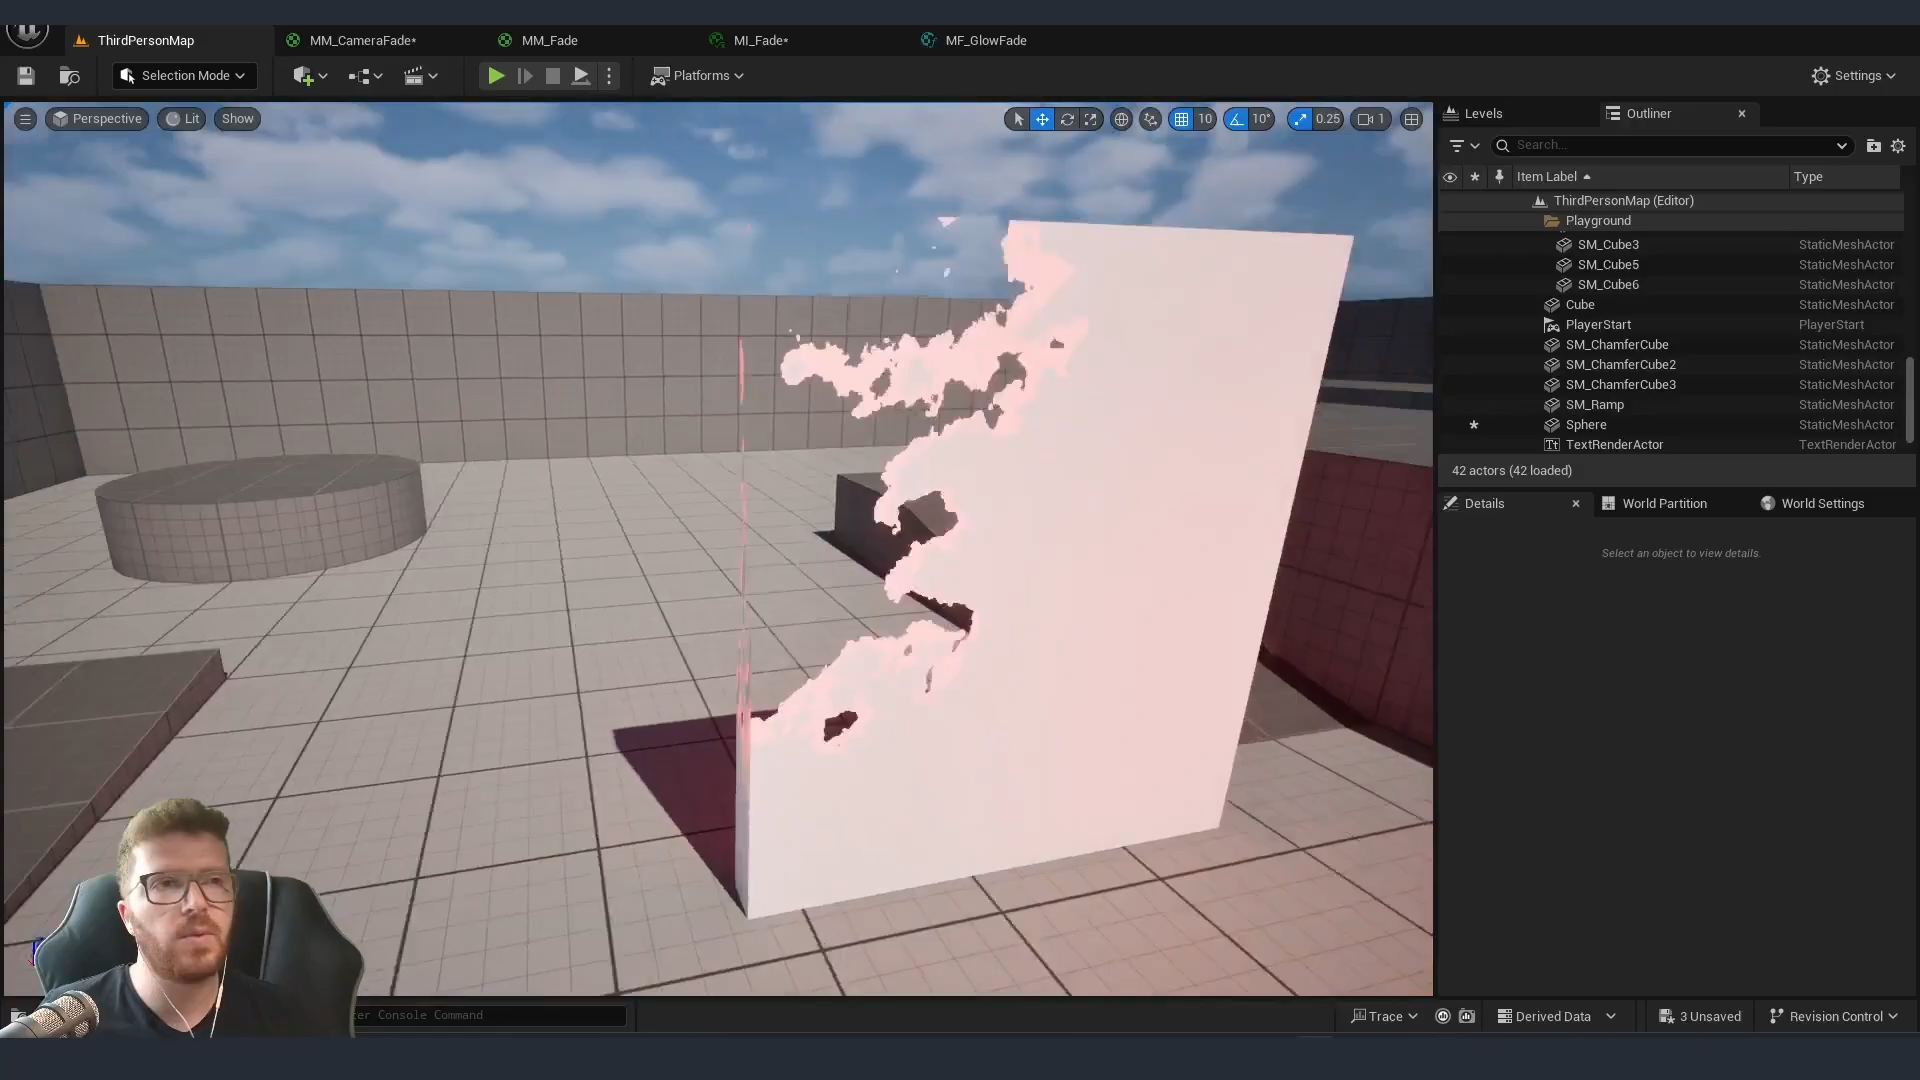 ThirdPersonMap
MM_CameraFade*
MM_Fade
MI_Fade*
MF_GlowFade
Selection Mode
Platforms
Settings
Perspective
Lit
Show
10
10°
0.25
1
Levels
Outliner
Search...
Item Label
Type
ThirdPersonMap (Editor)
Playground
SM_Cube3 StaticMeshActor
SM_Cube5 StaticMeshActor
SM_Cube6 StaticMeshActor
Cube StaticMeshActor
PlayerStart PlayerStart
SM_ChamferCube StaticMeshActor
SM_ChamferCube2 StaticMeshActor
SM_ChamferCube3 StaticMeshActor
SM_Ramp StaticMeshActor
Sphere StaticMeshActor
TextRenderActor TextRenderActor
42 actors (42 loaded)
Details
World Partition
World Settings
Select an object to view details.
Console Command
Trace
Derived Data
3 Unsaved
Revision Control